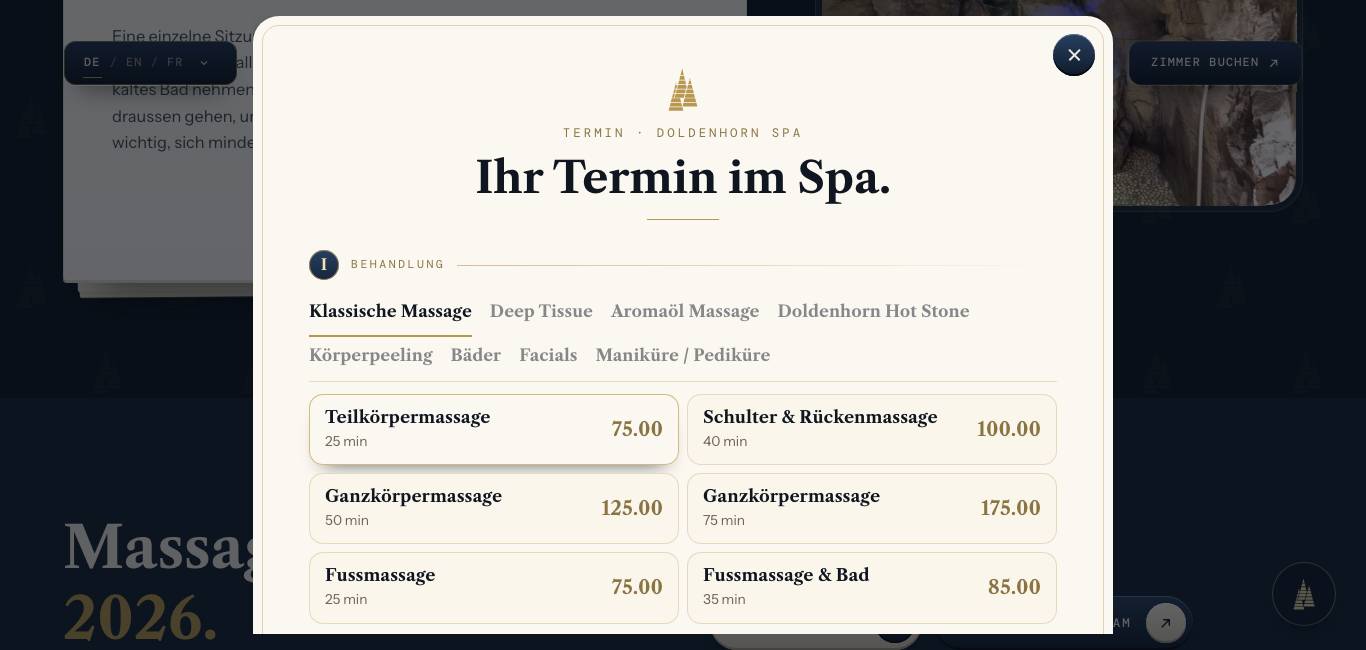 Eine einzelne
DE / EN / FR
ZIMMER BUCHEN
kaltes Bad nehmen
draussen gehen,
wichtig, sich
TERMIN · DOLDENHORN SPA
Ihr Termin im Spa.
I BEHANDLUNG
Klassische Massage Deep Tissue Aromaöl Massage Doldenhorn Hot Stone
Körperpeeling Bäder Facials Maniküre / Pediküre
Teilkörpermassage
25 min
75.00
Schulter & Rückenmassage
40 min
100.00
Ganzkörpermassage
50 min
125.00
Ganzkörpermassage
75 min
175.00
Fussmassage
25 min
75.00
Fussmassage & Bad
35 min
85.00
2026.